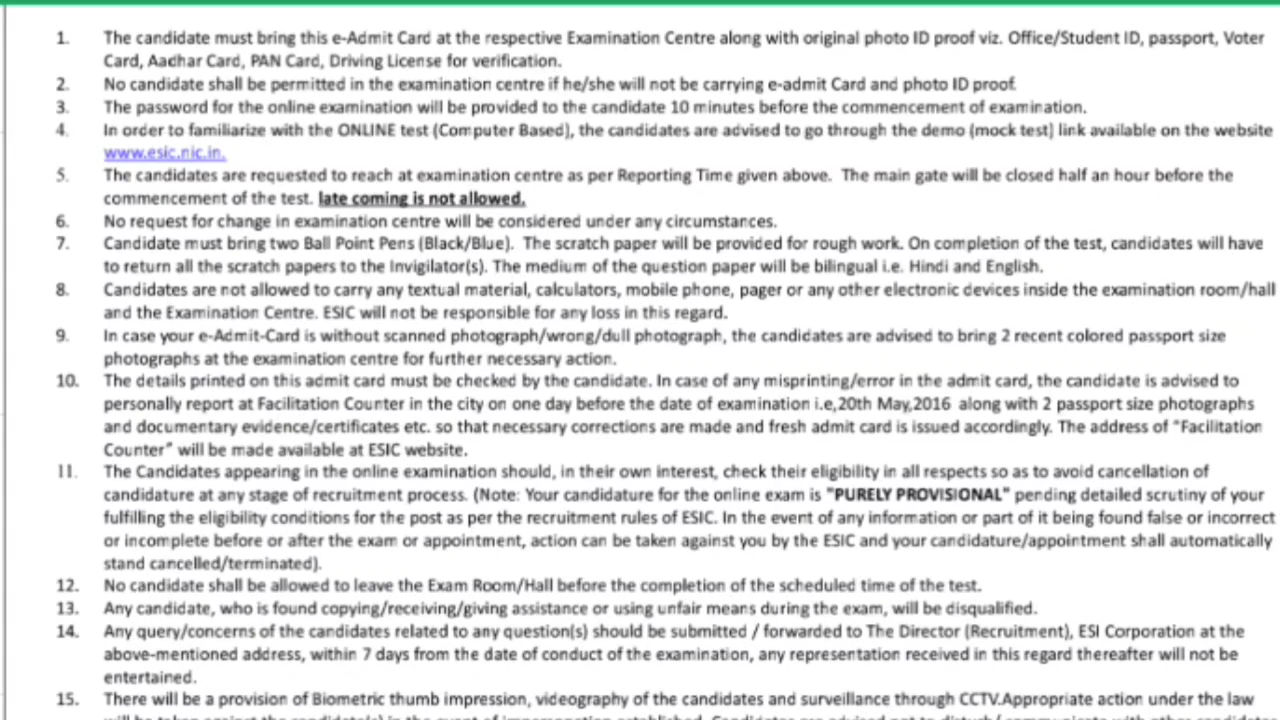 1. The candidate must bring this e-Admit Card at the respective Examination Centre along with original photo ID proof viz. Office/Student ID, passport, Voter
Card, Aadhar Card, PAN Card, Driving License for verification.
2. No candidate shall be permitted in the examination centre if he/she will not be carrying e-admit Card and photo ID proof.
3. The password for the online examination will be provided to the candidate 10 minutes before the commencement of examination.
4. In order to familiarize with the ONLINE test (Computer Based), the candidates are advised to go through the demo (mock test) link available on the website
www.esic.nic.in.
5. The candidates are requested to reach at examination centre as per Reporting Time given above. The main gate will be closed half an hour before the
commencement of the test. late coming is not allowed.
6. No request for change in examination centre will be considered under any circumstances.
7. Candidate must bring two Ball Point Pens (Black/Blue). The scratch paper will be provided for rough work. On completion of the test, candidates will have
to return all the scratch papers to the Invigilator(s). The medium of the question paper will be bilingual i.e. Hindi and English.
8. Candidates are not allowed to carry any textual material, calculators, mobile phone, pager or any other electronic devices inside the examination room/hall
and the Examination Centre. ESIC will not be responsible for any loss in this regard.
9. In case your e-Admit-Card is without scanned photograph/wrong/dull photograph, the candidates are advised to bring 2 recent colored passport size
photographs at the examination centre for further necessary action.
10. The details printed on this admit card must be checked by the candidate. In case of any misprinting/error in the admit card, the candidate is advised to
personally report at Facilitation Counter in the city on one day before the date of examination i.e,20th May,2016 along with 2 passport size photographs
and documentary evidence/certificates etc. so that necessary corrections are made and fresh admit card is issued accordingly. The address of "Facilitation
Counter" will be made available at ESIC website.
11. The Candidates appearing in the online examination should, in their own interest, check their eligibility in all respects so as to avoid cancellation of
candidature at any stage of recruitment process. (Note: Your candidature for the online exam is "PURELY PROVISIONAL" pending detailed scrutiny of your
fulfilling the eligibility conditions for the post as per the recruitment rules of ESIC. In the event of any information or part of it being found false or incorrect
or incomplete before or after the exam or appointment, action can be taken against you by the ESIC and your candidature/appointment shall automatically
stand cancelled/terminated).
12. No candidate shall be allowed to leave the Exam Room/Hall before the completion of the scheduled time of the test.
13. Any candidate, who is found copying/receiving/giving assistance or using unfair means during the exam, will be disqualified.
14. Any query/concerns of the candidates related to any question(s) should be submitted / forwarded to The Director (Recruitment), ESI Corporation at the
above-mentioned address, within 7 days from the date of conduct of the examination, any representation received in this regard thereafter will not be
entertained.
15. There will be a provision of Biometric thumb impression, videography of the candidates and surveillance through CCTV.Appropriate action under the law